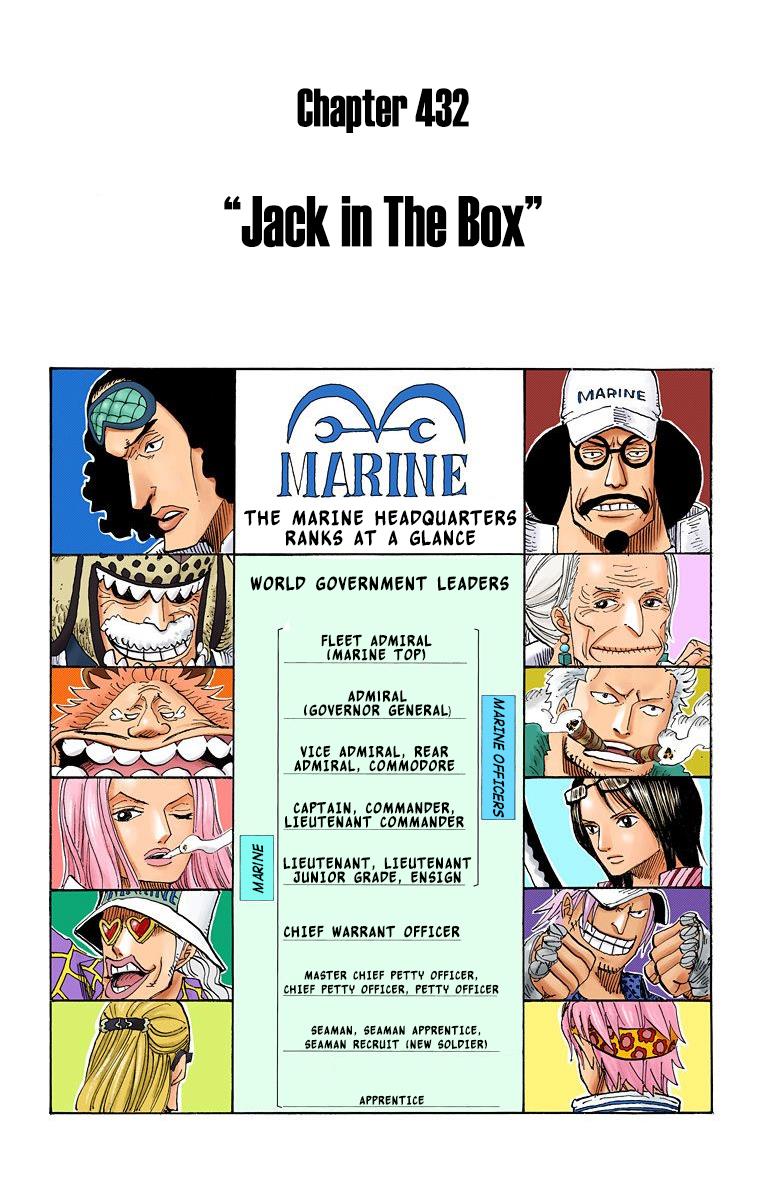 Chapter 432
“Jack in The Box”
MARINE
MARINE
THE MARINE HEADQUARTERS
RANKS AT A GLANCE
WORLD GOVERNMENT LEADERS
FLEET ADMIRAL
(MARINE TOP)
ADMIRAL
(GOVERNOR GENERAL)
VICE ADMIRAL, REAR
ADMIRAL, COMMODORE
CAPTAIN, COMMANDER,
LIEUTENANT COMMANDER
LIEUTENANT, LIEUTENANT
JUNIOR GRADE, ENSIGN
MARINE OFFICERS
MARINE
CHIEF WARRANT OFFICER
MASTER CHIEF PETTY OFFICER,
CHIEF PETTY OFFICER, PETTY OFFICER
SEAMAN, SEAMAN APPRENTICE,
SEAMAN RECRUIT (NEW SOLDIER)
APPRENTICE